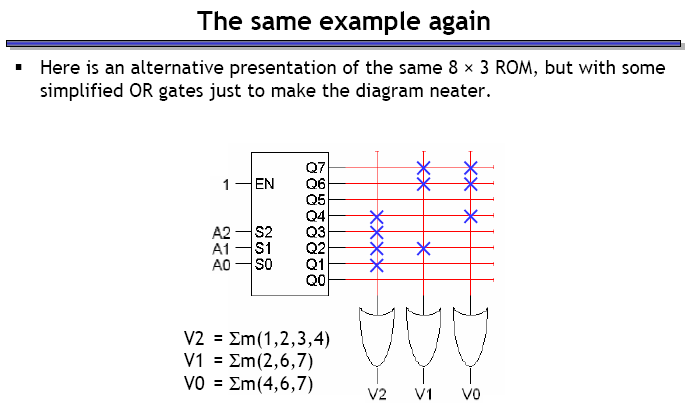 The same example again
▪ Here is an alternative presentation of the same 8 × 3 ROM, but with some
simplified OR gates just to make the diagram neater.
Q7
1 EN Q6
Q5
Q4
A2 S2 Q3
A1 S1 Q2
A0 S0 Q1
Q0
V2 = Σm(1,2,3,4)
V1 = Σm(2,6,7)
V0 = Σm(4,6,7)
V2 V1 V0